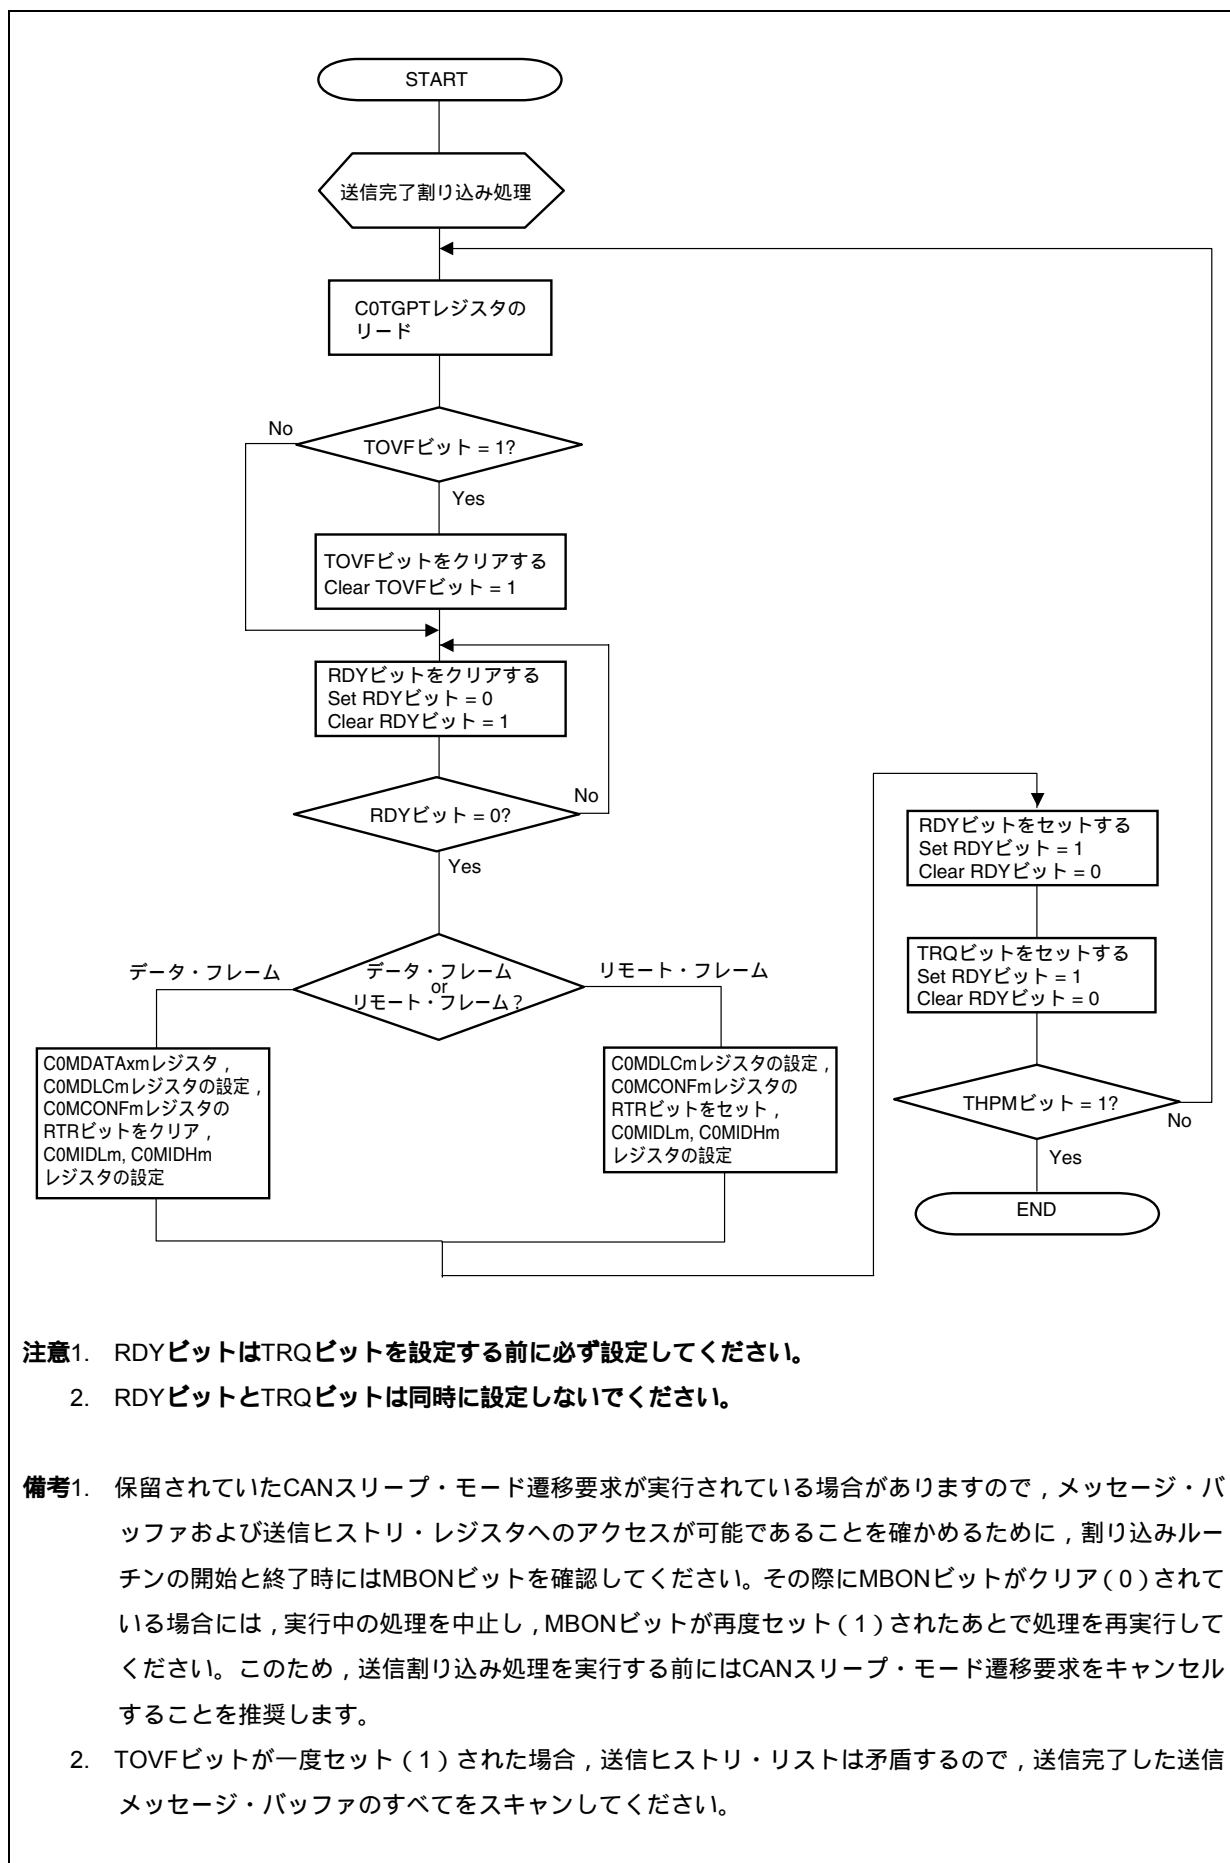 START
送信完了割り込み処理
C0TGPTレジスタの
リード
TOVFビット = 1?
No
Yes
TOVFビットをクリアする
Clear TOVFビット = 1
RDYビットをクリアする
Set RDYビット = 0
Clear RDYビット = 1
RDYビット = 0?
No
Yes
データ・フレーム
or
リモート・フレーム？
データ・フレーム
リモート・フレーム
C0MDATAxmレジスタ，
C0MDLCmレジスタの設定，
C0MCONFmレジスタの
RTRビットをクリア，
C0MIDLm, C0MIDHm
レジスタの設定
C0MDLCmレジスタの設定，
C0MCONFmレジスタの
RTRビットをセット，
C0MIDLm, C0MIDHm
レジスタの設定
RDYビットをセットする
Set RDYビット = 1
Clear RDYビット = 0
TRQビットをセットする
Set RDYビット = 1
Clear RDYビット = 0
THPMビット = 1?
No
Yes
END
注意1. RDYビットはTRQビットを設定する前に必ず設定してください。
2. RDYビットとTRQビットは同時に設定しないでください。
備考1. 保留されていたCANスリープ・モード遷移要求が実行されている場合がありますので，メッセージ・バ
ッファおよび送信ヒストリ・レジスタへのアクセスが可能であることを確かめるために，割り込みルー
チンの開始と終了時にはMBONビットを確認してください。その際にMBONビットがクリア（0）されて
いる場合には，実行中の処理を中止し，MBONビットが再度セット（1）されたあとで処理を再実行して
ください。このため，送信割り込み処理を実行する前にはCANスリープ・モード遷移要求をキャンセル
することを推奨します。
2. TOVFビットが一度セット（1）された場合，送信ヒストリ・リストは矛盾するので，送信完了した送信
メッセージ・バッファのすべてをスキャンしてください。